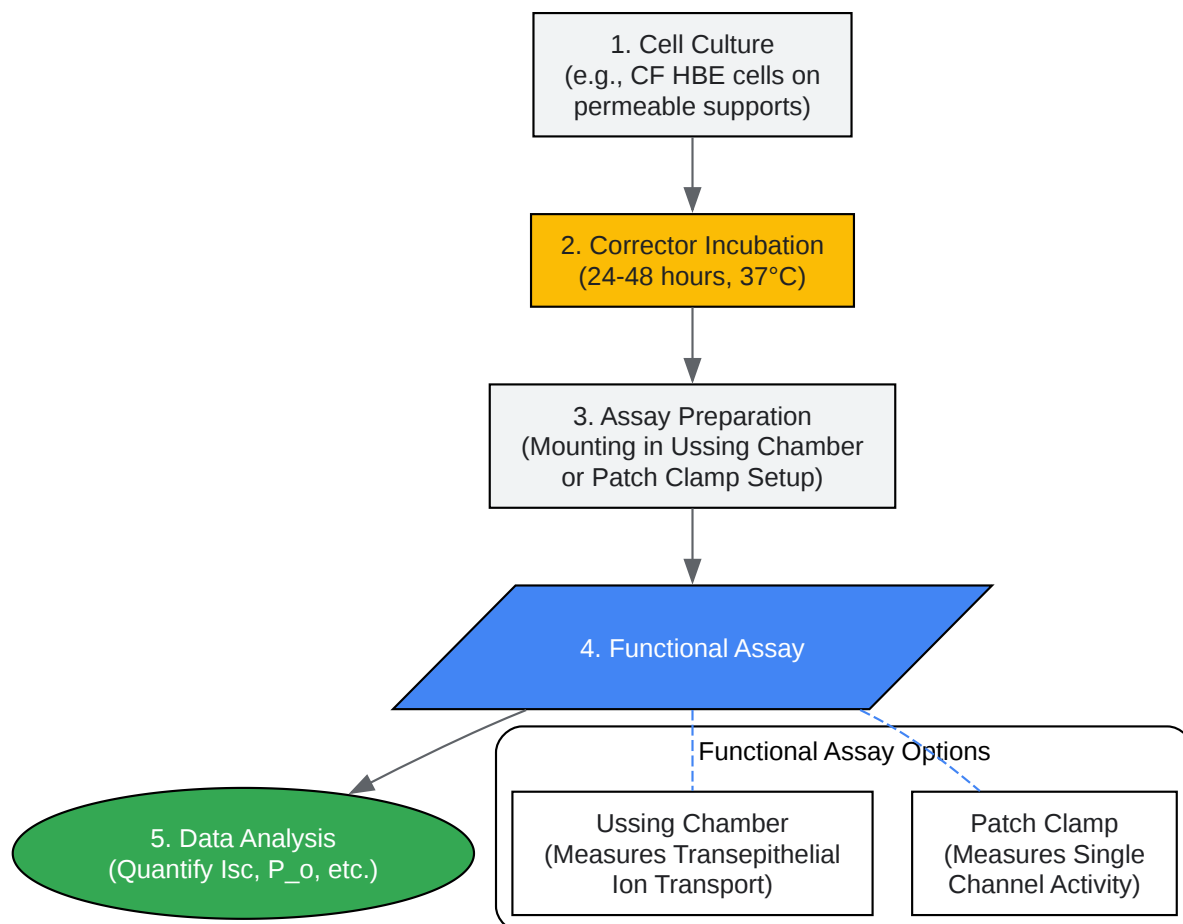 1. Cell Culture
(e.g., CF HBE cells on
permeable supports)
2. Corrector Incubation
(24-48 hours, 37°C)
3. Assay Preparation
(Mounting in Ussing Chamber
or Patch Clamp Setup)
4. Functional Assay
Functional Assay Options
5. Data Analysis
(Quantify Isc, P_o, etc.)
Ussing Chamber
(Measures Transepithelial
Ion Transport)
Patch Clamp
(Measures Single
Channel Activity)